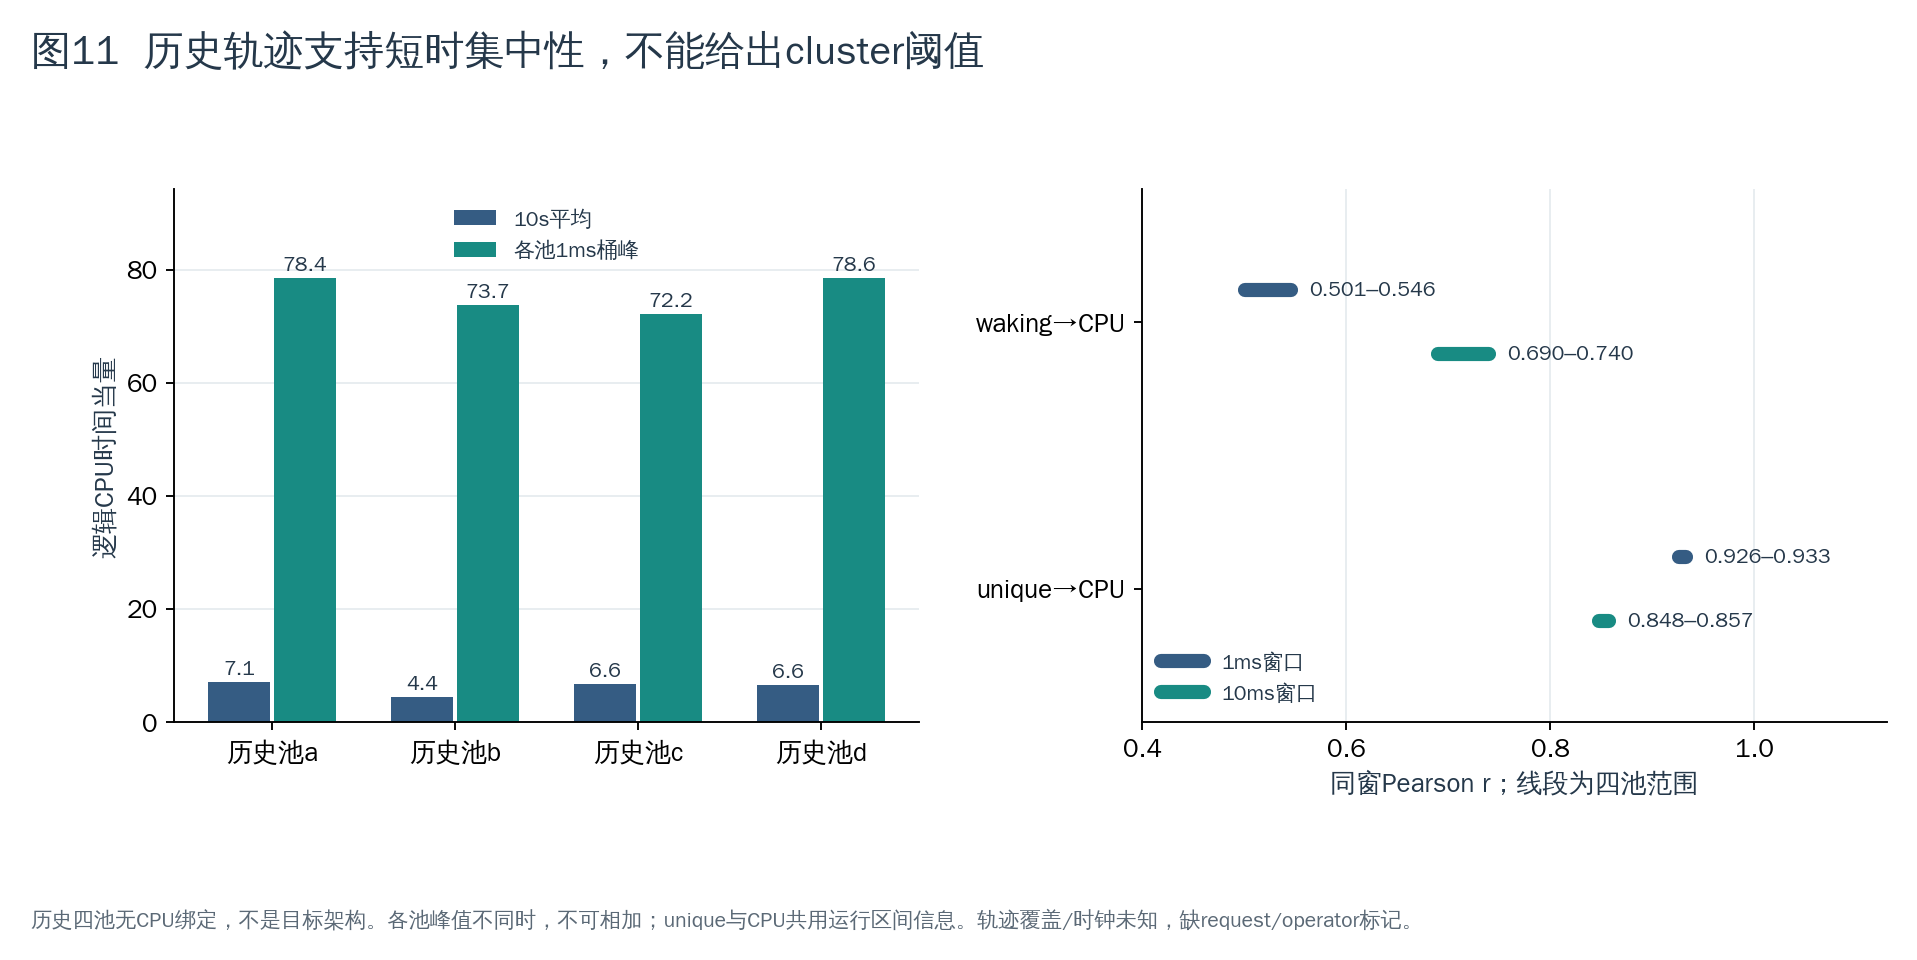 图11 历史轨迹支持短时集中性，不能给出cluster阈值
逻辑CPU时间当量
80
60
40
20
0
10s平均
各池1ms桶峰
7.1
78.4
4.4
73.7
6.6
72.2
6.6
78.6
历史池a
历史池b
历史池c
历史池d
waking→CPU
unique→CPU
0.501–0.546
0.690–0.740
0.926–0.933
0.848–0.857
1ms窗口
10ms窗口
0.4
0.6
0.8
1.0
同窗Pearson r；线段为四池范围
历史四池无CPU绑定，不是目标架构。各池峰值不同时，不可相加；unique与CPU共用运行区间信息。轨迹覆盖/时钟未知，缺request/operator标记。